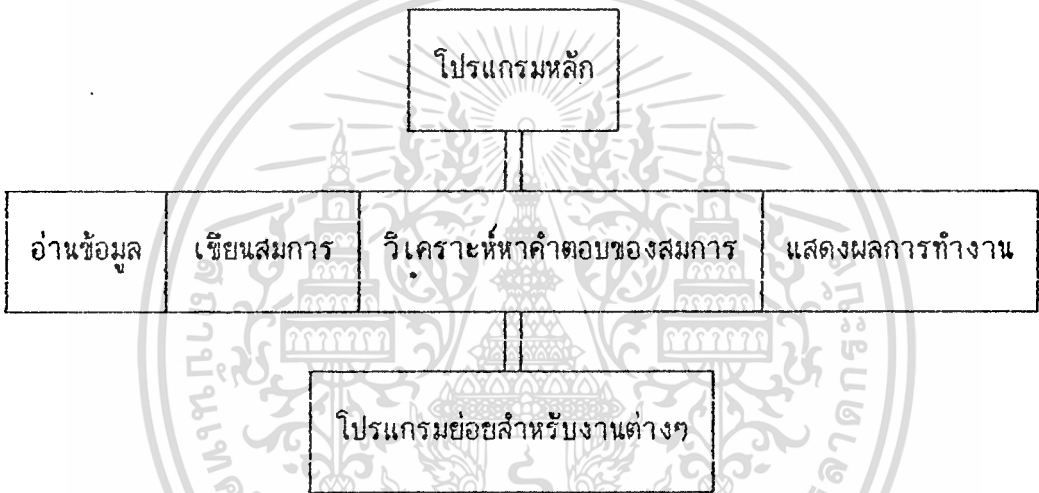 โปรแกรมหลัก
อ่านข้อมูล เขียนสมการ วิเคราะห์หาคำตอบของสมการ แสดงผลการทำงาน
โปรแกรมย่อยสำหรับงานต่างๆ